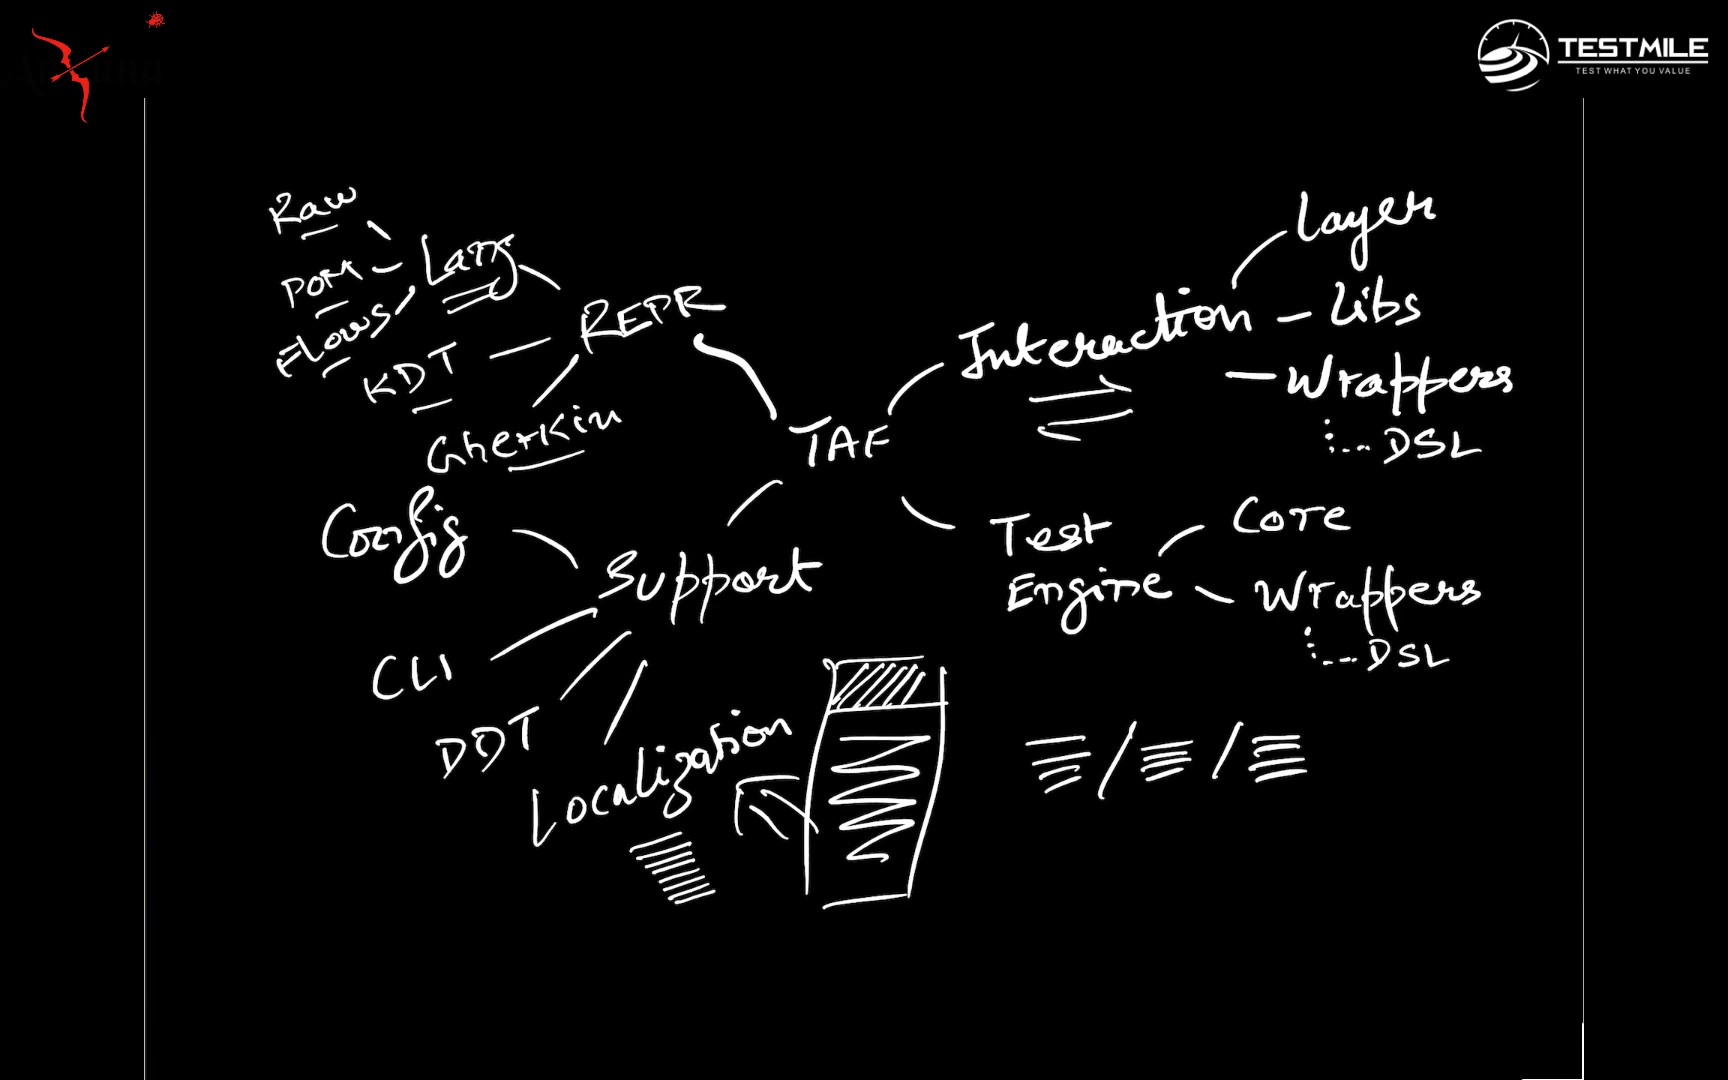 TESTMILE
TEST WHAT YOU VALUE
Raw
POM
Flows
Lang
KDT
Gherkin
REPR
TAF
Interaction
Layer
Libs
Wrappers
DSL
Config
Support
CLI
DDT
Localization
Test
Engine
Core
Wrappers
DSL